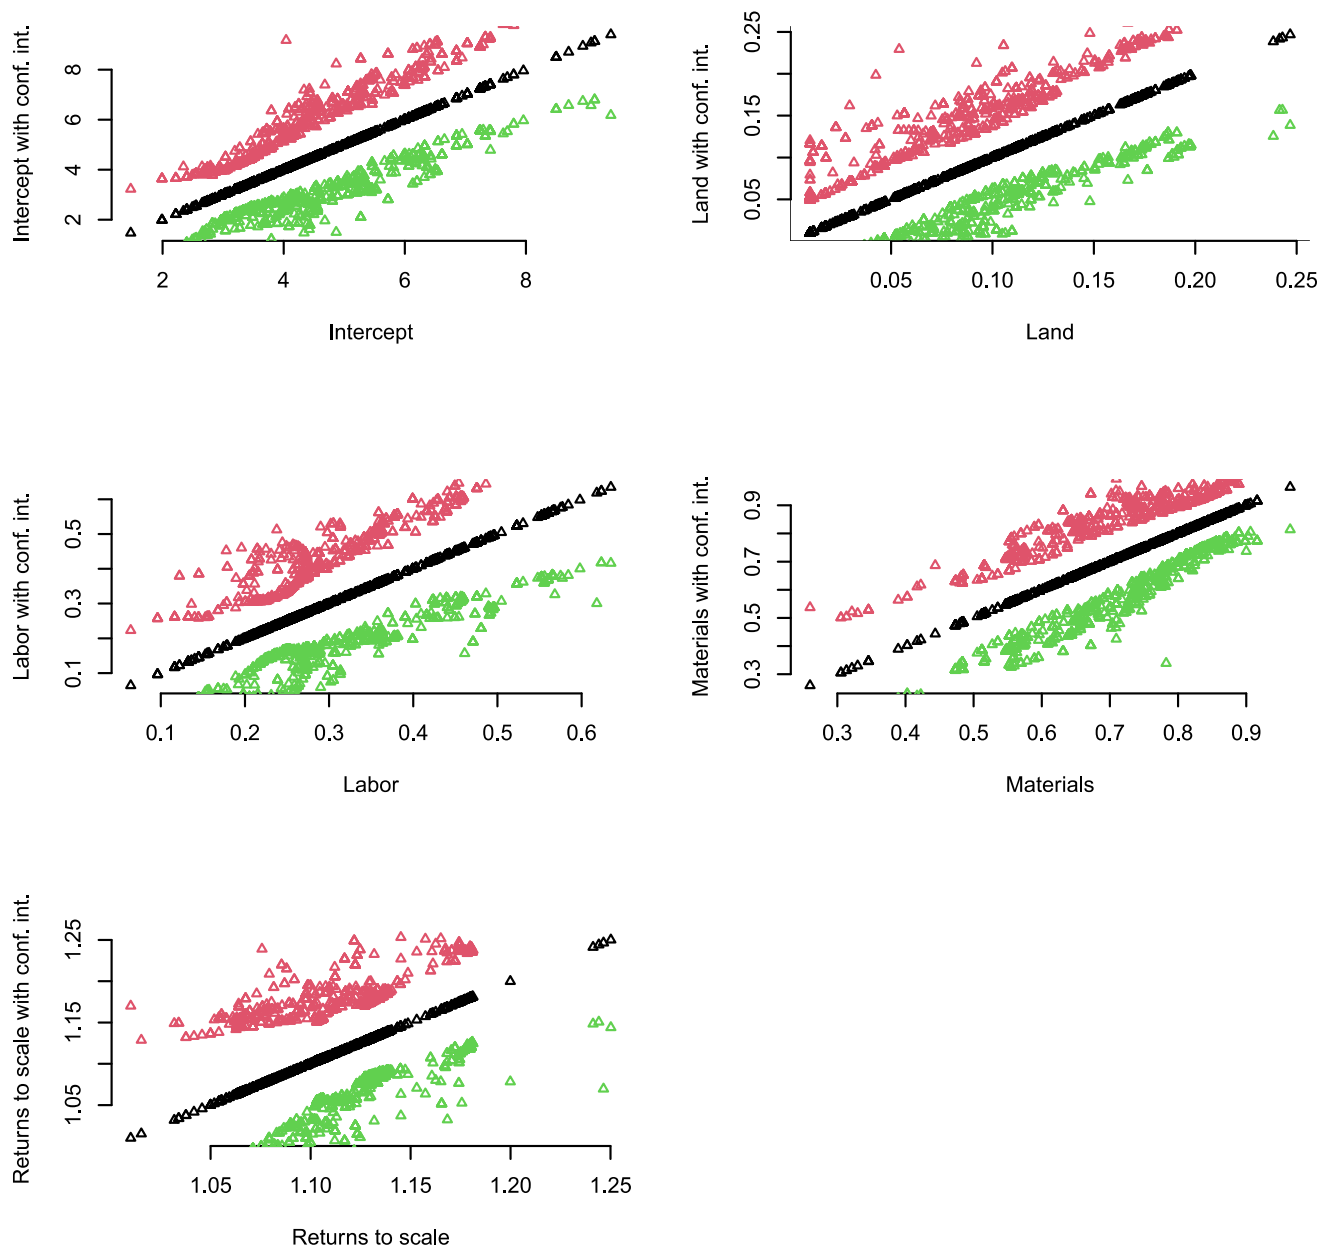 Intercept with conf. int.
8
6
4
2
2 4 6 8
Intercept
Land with conf. int.
0.25
0.15
0.05
0.05 0.10 0.15 0.20 0.25
Land
Labor with conf. int.
0.5
0.3
0.1
0.1 0.2 0.3 0.4 0.5 0.6
Labor
Materials with conf. int.
0.9
0.7
0.5
0.3
0.3 0.4 0.5 0.6 0.7 0.8 0.9
Materials
Returns to scale with conf. int.
1.25
1.15
1.05
1.05 1.10 1.15 1.20 1.25
Returns to scale